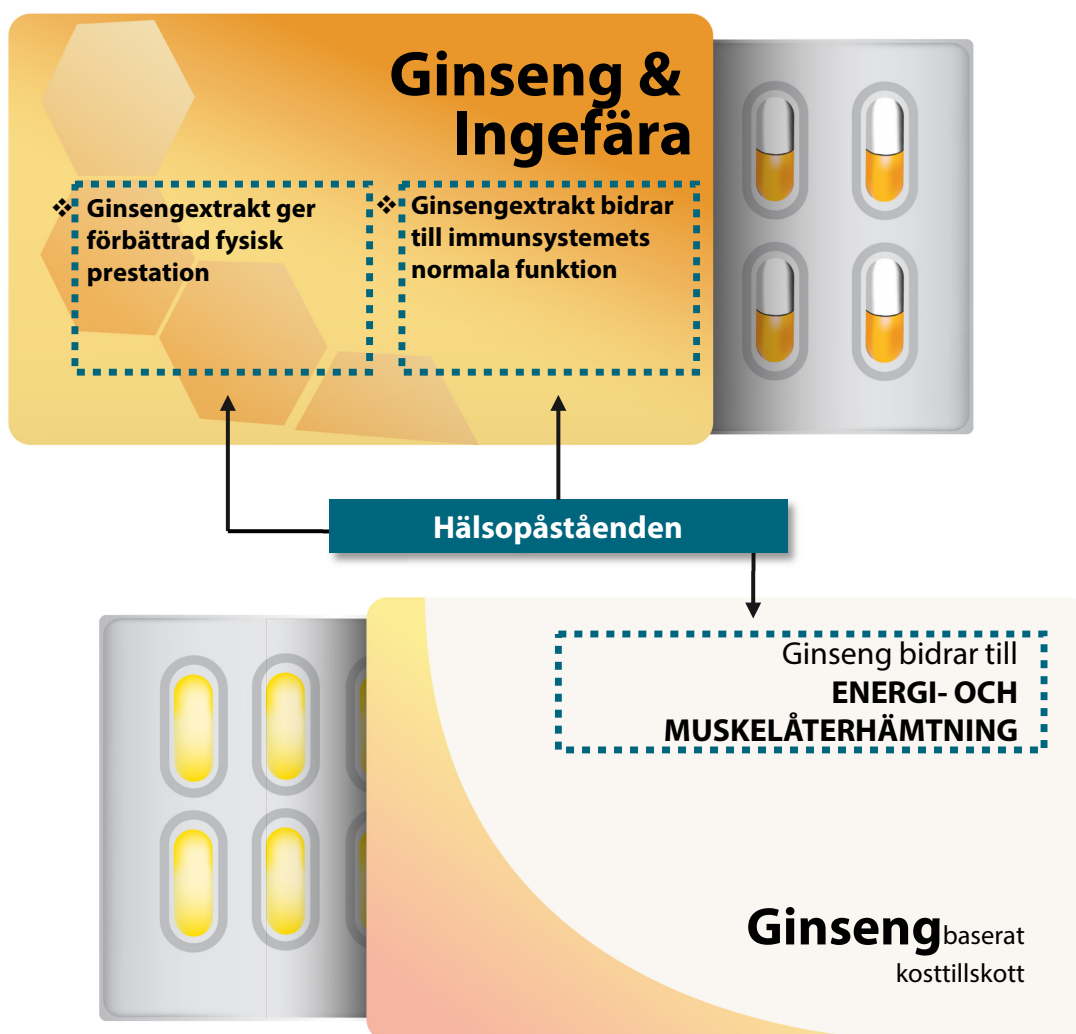 Ginseng &
Ingefära
❖ Ginsengextrakt ger
förbättrad fysisk
prestation
❖ Ginsengextrakt bidrar
till immunsystemets
normala funktion
Hälsopåståenden
Ginseng bidrar till
ENERGI- OCH
MUSKELÅTERHÄMTNING
Ginsengbaserat
kosttillskott